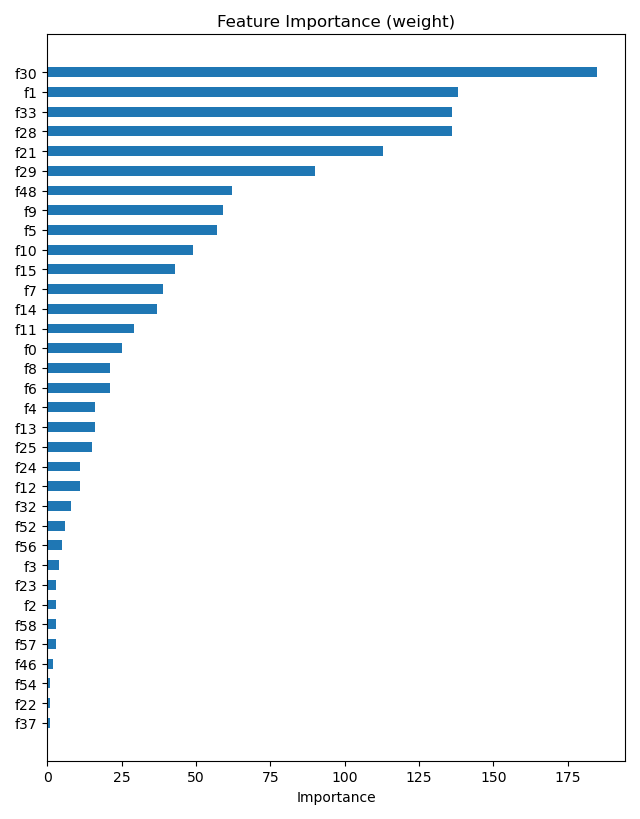 Feature Importance (weight)
f30
f1
f33
f28
f21
f29
f48
f9
f5
f10
f15
f7
f14
f11
f0
f8
f6
f4
f13
f25
f24
f12
f32
f52
f56
f3
f23
f2
f58
f57
f46
f54
f22
f37
0 25 50 75 100 125 150 175
Importance